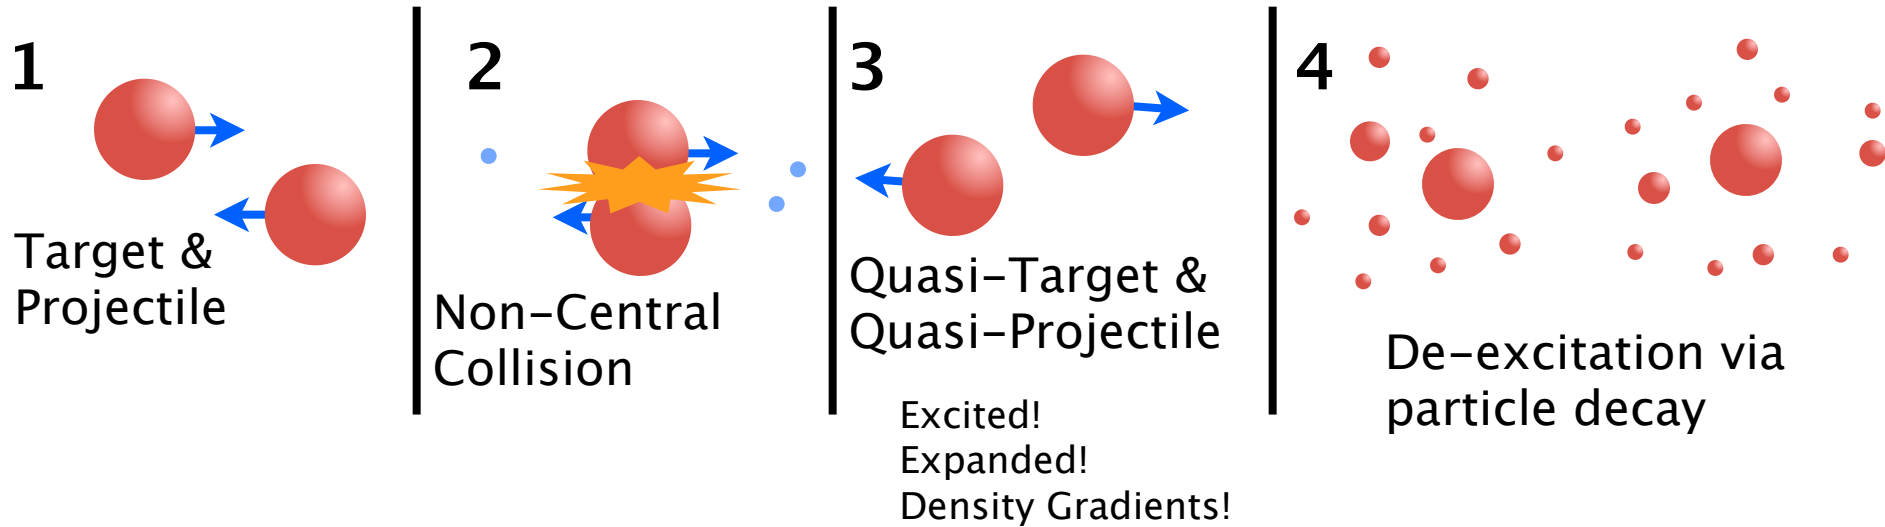 1
Target &
Projectile
2
Non-Central
Collision
3
Quasi-Target &
Quasi-Projectile
Excited!
Expanded!
Density Gradients!
4
De-excitation via
particle decay